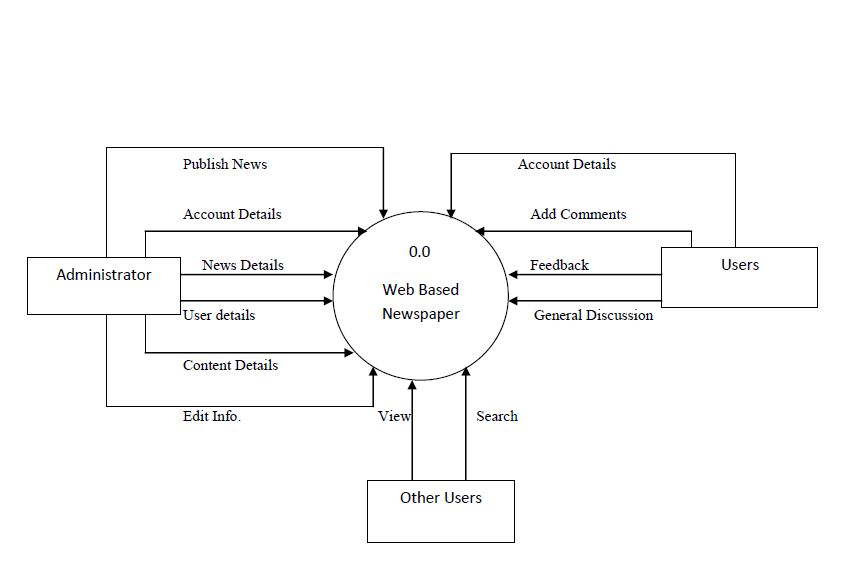 Publish News
Account Details
Account Details
Add Comments
0.0
Administrator
News Details
Feedback
Users
Web Based
Newspaper
User details
General Discussion
Content Details
Edit Info.
View
Search
Other Users